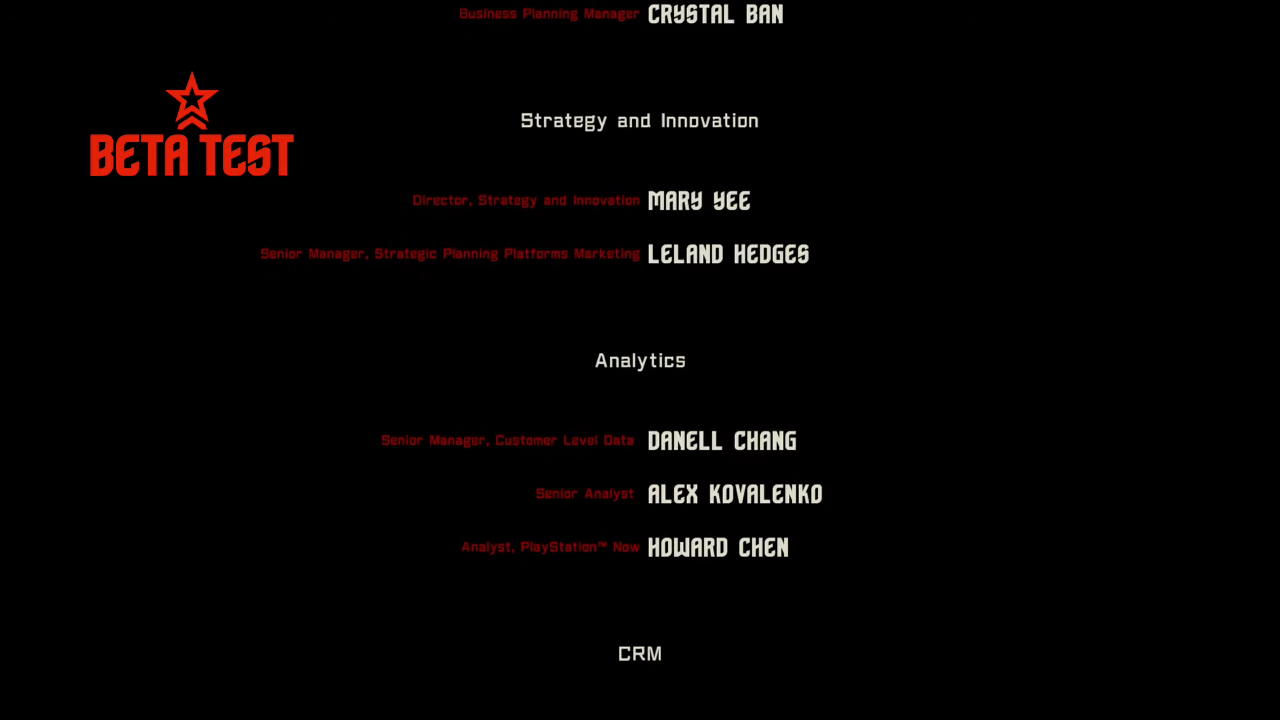 Business Planning Manager CRYSTAL BAN
BETA TEST
Strategy and Innovation
Director, Strategy and Innovation MARY YEE
Senior Manager, Strategic Planning Platforms Marketing LELAND HEDGES
Analytics
Senior Manager, Customer Level Data DANELL CHANG
Senior Analyst ALEX KOVALENKO
Analyst, PlayStation™ Now HOWARD CHEN
CRM